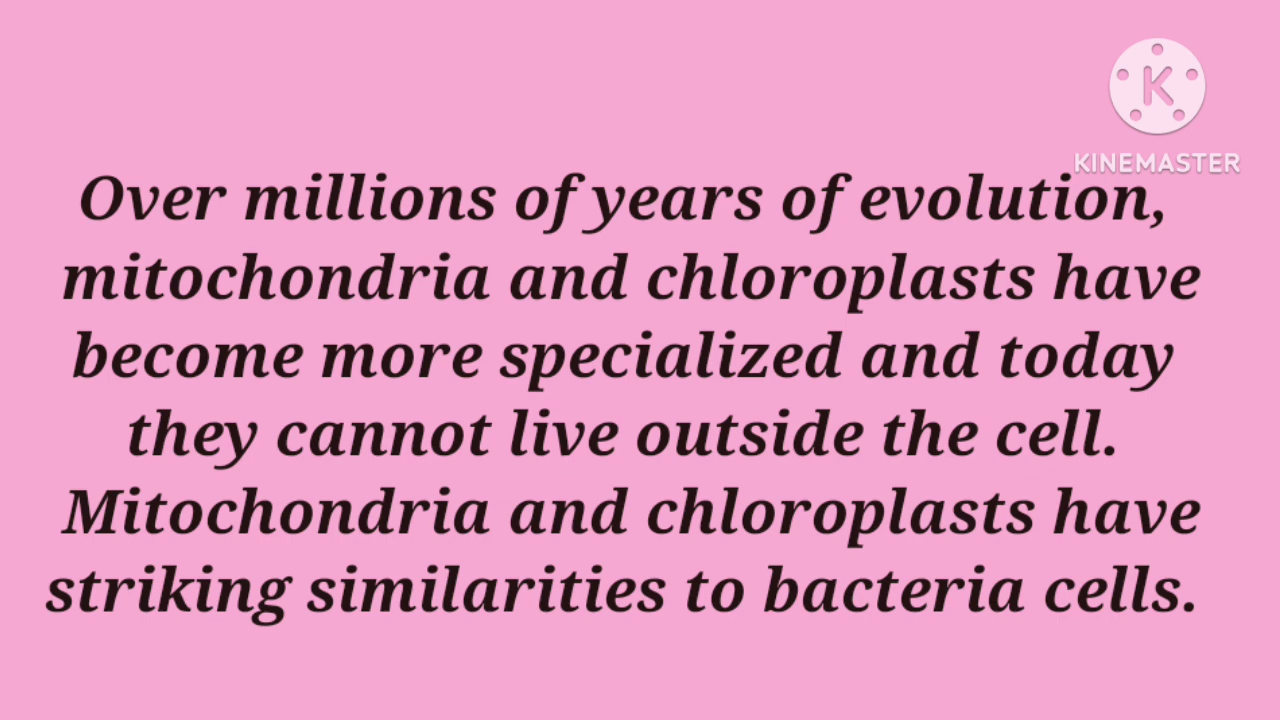 K
KINEMASTER
Over millions of years of evolution,
mitochondria and chloroplasts have
become more specialized and today
they cannot live outside the cell.
Mitochondria and chloroplasts have
striking similarities to bacteria cells.